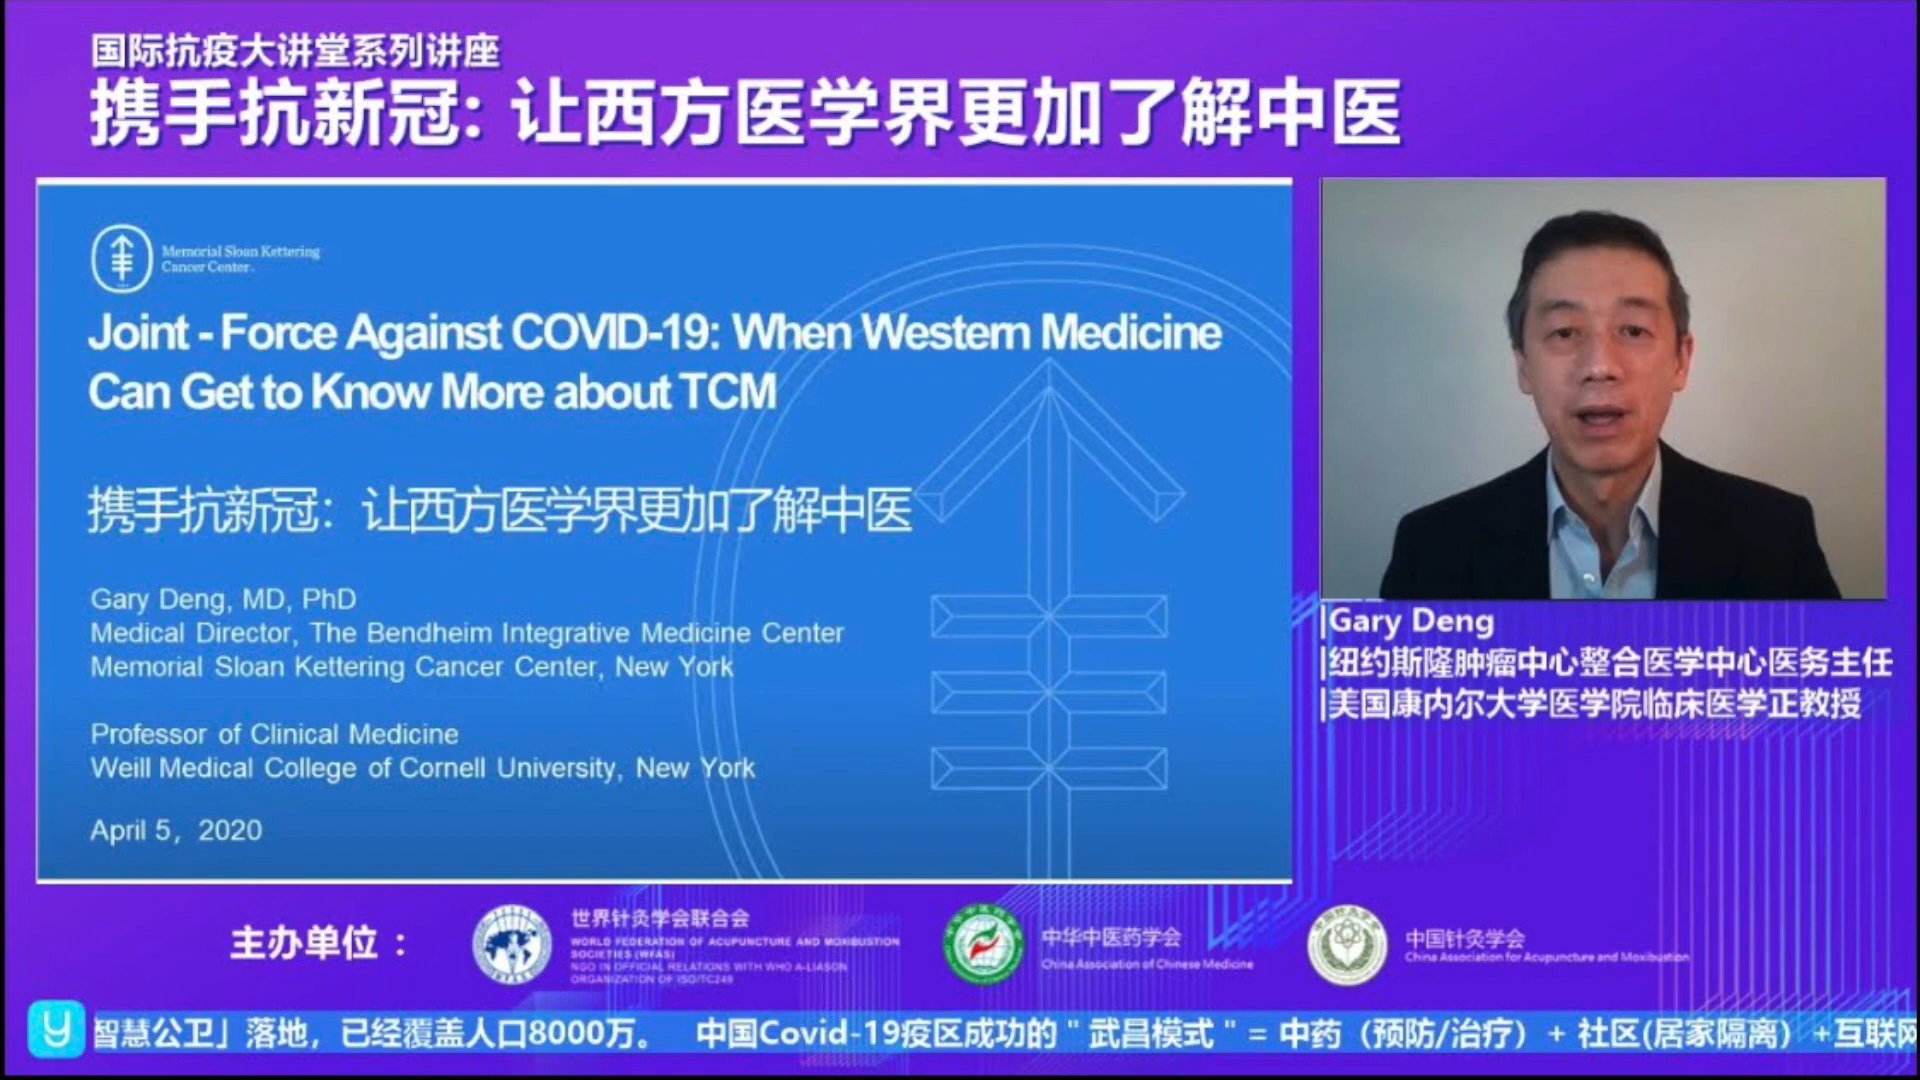 国际抗疫大讲堂系列讲座
携手抗新冠: 让西方医学界更加了解中医
Memorial Sloan Kettering
Cancer Center
Joint - Force Against COVID-19: When Western Medicine
Can Get to Know More about TCM
携手抗新冠：让西方医学界更加了解中医
Gary Deng, MD, PhD
Medical Director, The Bendheim Integrative Medicine Center
Memorial Sloan Kettering Cancer Center, New York
Professor of Clinical Medicine
Weill Medical College of Cornell University, New York
April 5，2020
|Gary Deng
|纽约斯隆肿瘤中心整合医学中心医务主任
|美国康内尔大学医学院临床医学正教授
主办单位：
世界针灸学会联合会
WORLD FEDERATION OF ACUPUNCTURE AND MOXIBUSTION
SOCIETIES (WFAS)
NGO IN OFFICIAL RELATIONS WITH WHO A-LIASON
ORGANIZATION OF ISO/TC249
中华中医药学会
China Association of Chinese Medicine
中国针灸学会
China Association for Acupuncture and Moxibustion
智慧公卫」落地，已经覆盖人口8000万。 中国Covid-19疫区成功的 " 武昌模式 " = 中药（预防/治疗）+ 社区(居家隔离）+互联网